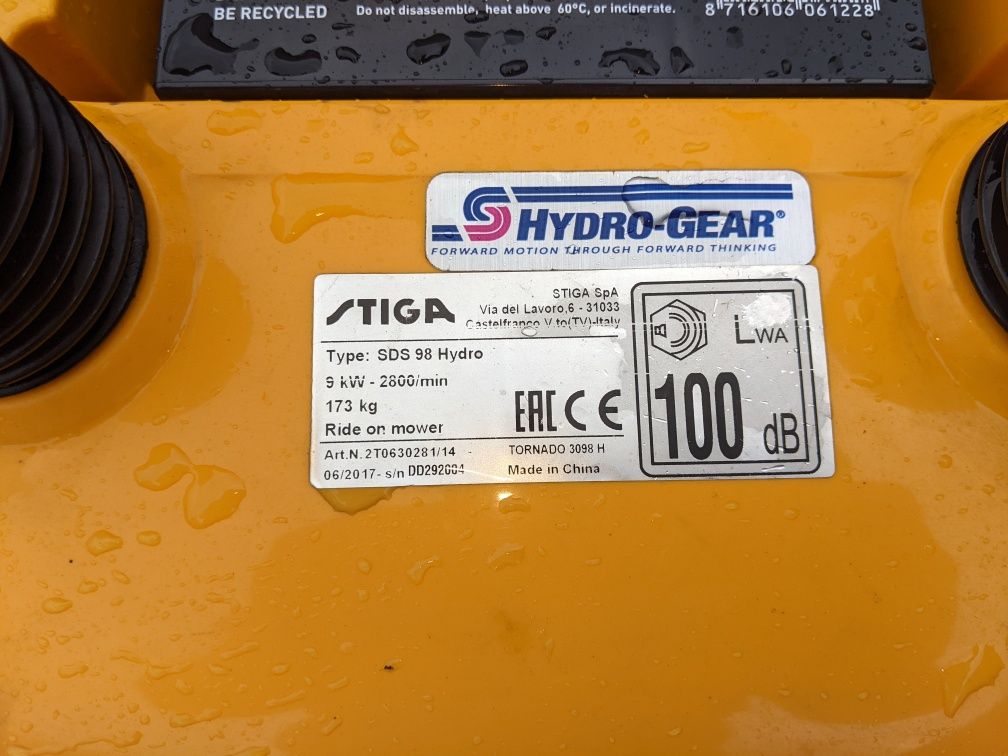 BE RECYCLED
Do not disassemble, heat above 60°C, or incinerate.
8 716106 061228
HYDRO-GEAR®
FORWARD MOTION THROUGH FORWARD THINKING
STIGA
STIGA SpA
Via del Lavoro,6 - 31033
Castelfranco V.to(TV)-Italy
Type: SDS 98 Hydro
9 kW - 2800/min
173 kg
Ride on mower
EAC CE
Art.N. 2T0630281/14 - TORNADO 3098 H
06/2017- s/n DD292004 Made in China
LWA
100 dB